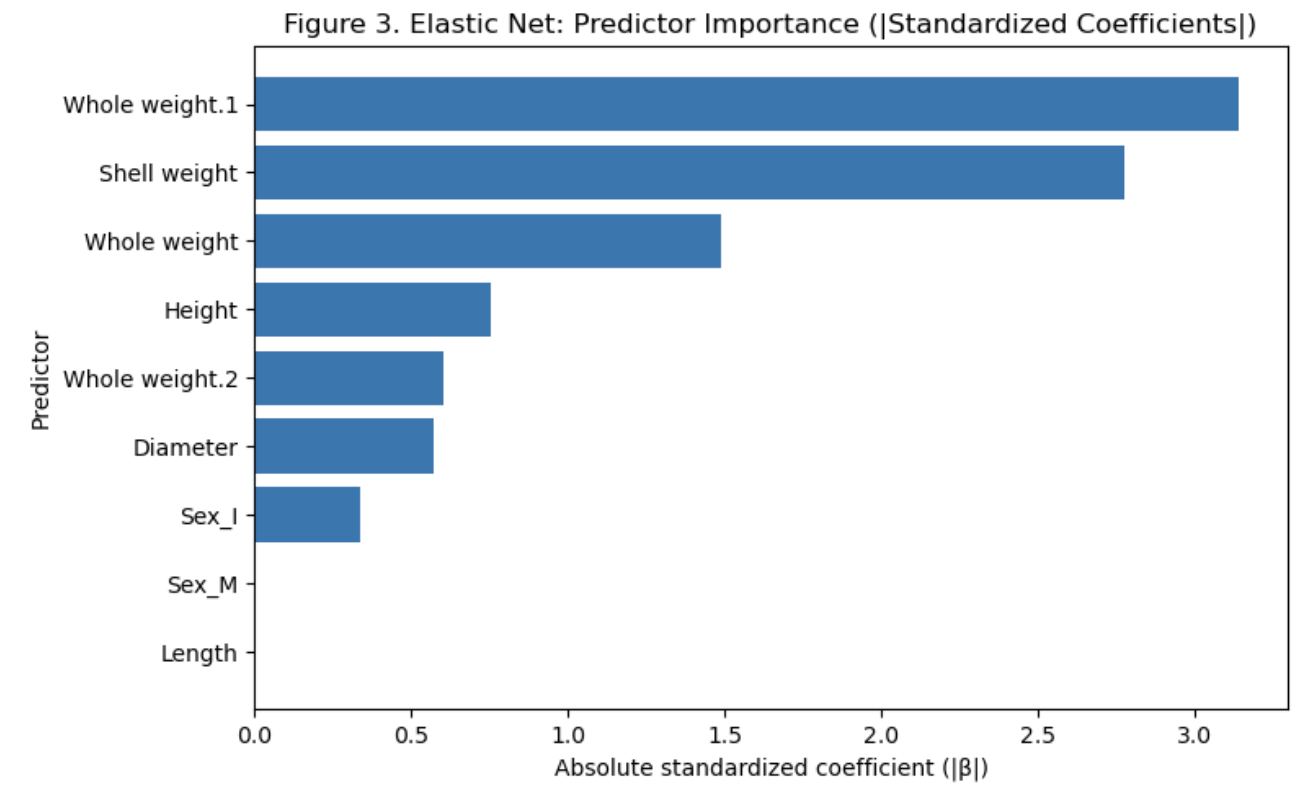 Figure 3. Elastic Net: Predictor Importance (|Standardized Coefficients|)
Predictor
Whole weight.1
Shell weight
Whole weight
Height
Whole weight.2
Diameter
Sex_I
Sex_M
Length
0.0 0.5 1.0 1.5 2.0 2.5 3.0
Absolute standardized coefficient (|β|)